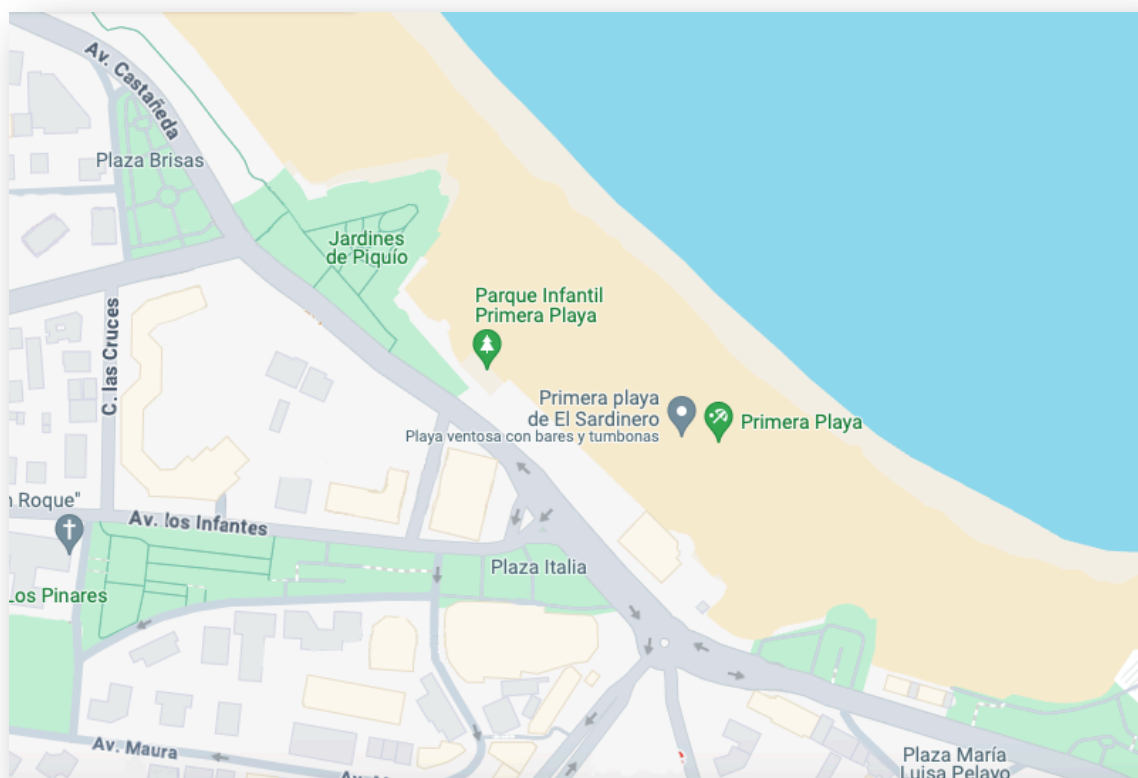 Av. Castañeda
Plaza Brisas
Jardines
de Piquío
Parque Infantil
Primera Playa
C. las Cruces
Primera playa
de El Sardinero
Playa ventosa con bares y tumbonas
Primera Playa
Roque"
Av. los Infantes
Plaza Italia
Los Pinares
Av. Maura
Plaza María
Luisa Pelayo